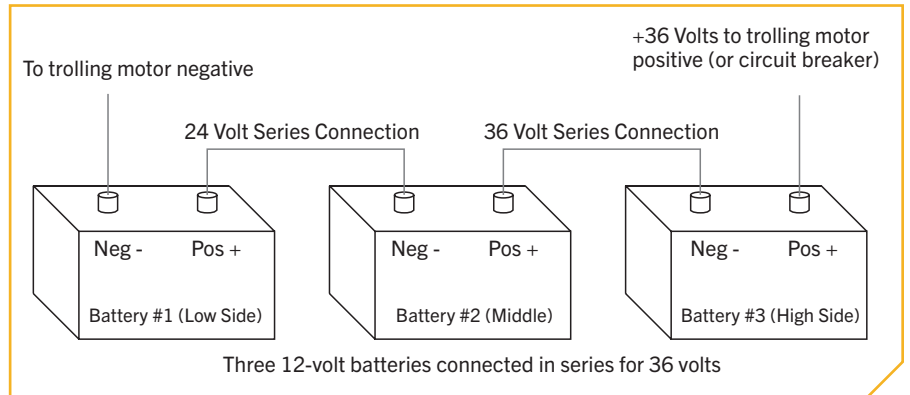 To trolling motor negative
+36 Volts to trolling motor
positive (or circuit breaker)
24 Volt Series Connection
36 Volt Series Connection
Neg -
Pos +
Neg -
Pos +
Neg -
Pos +
Battery #1 (Low Side)
Battery #2 (Middle)
Battery #3 (High Side)
Three 12-volt batteries connected in series for 36 volts